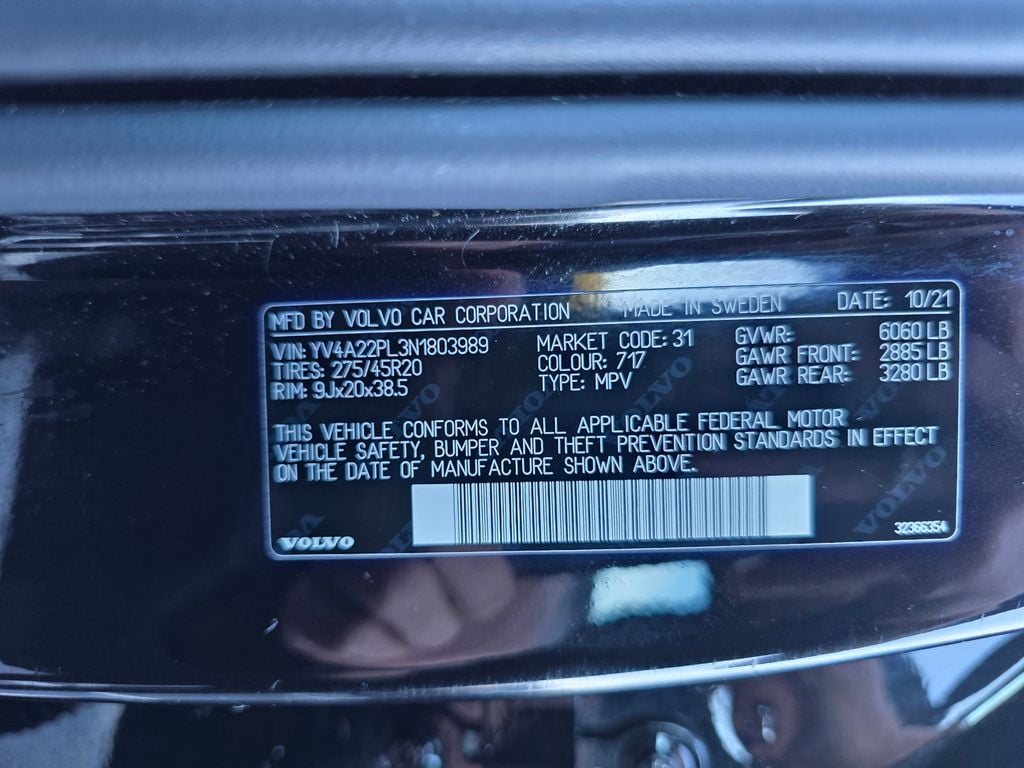 MFD BY VOLVO CAR CORPORATION MADE IN SWEDEN DATE: 10/21
VIN: YV4A22PL3N1803989 MARKET CODE: 31 GVWR: 6060 LB
TIRES: 275/45R20 COLOUR: 717 GAWR FRONT: 2885 LB
RIM: 9Jx20x38.5 TYPE: MPV GAWR REAR: 3280 LB
THIS VEHICLE CONFORMS TO ALL APPLICABLE FEDERAL MOTOR
VEHICLE SAFETY, BUMPER AND THEFT PREVENTION STANDARDS IN EFFECT
ON THE DATE OF MANUFACTURE SHOWN ABOVE.
VOLVO
VOLVO
VOLVO 32366354